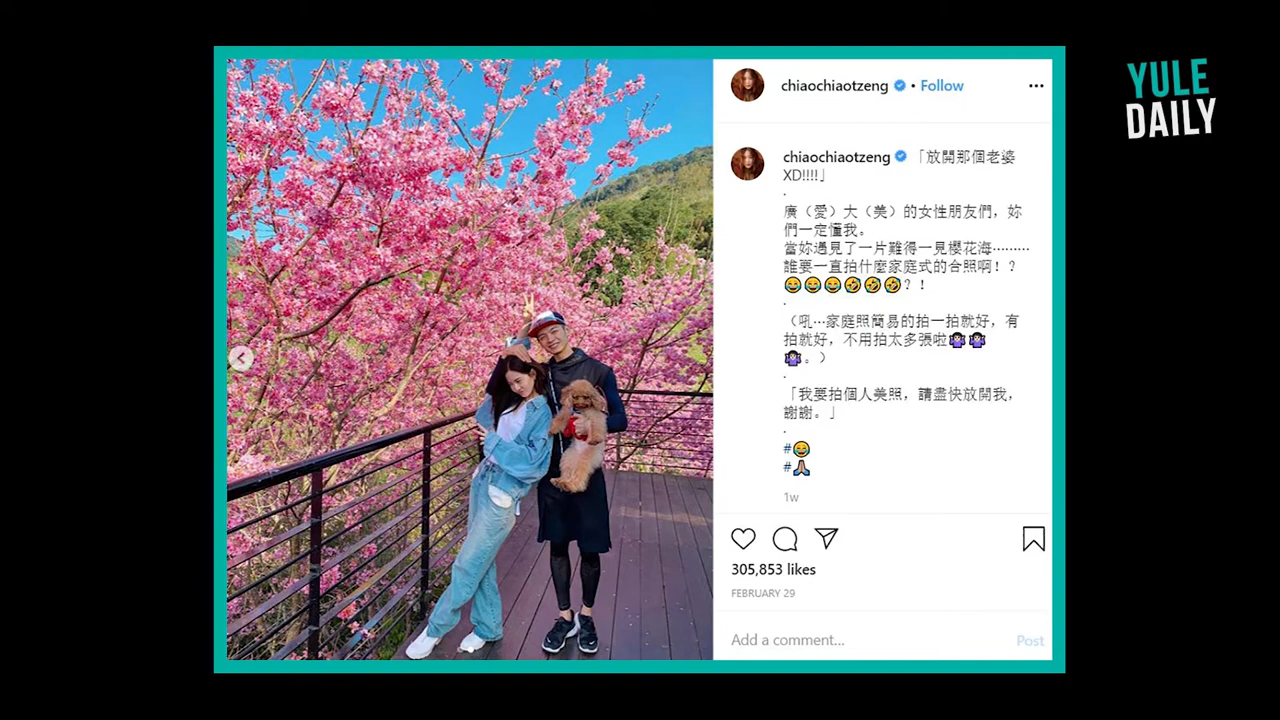 YULE
DAILY
chiaochiaotzeng • Follow
chiaochiaotzeng 「放開那個老婆
XD!!!!」
.
廣（愛）大（美）的女性朋友們，妳
們一定懂我。
當妳遇見了一片難得一見櫻花海⋯⋯⋯
誰要一直拍什麼家庭式的合照啊！？
😂😂😂🤣🤣🤣？！
.
（吼⋯家庭照簡易的拍一拍就好，有
拍就好，不用拍太多張啦🤷🏻‍♀️🤷🏻‍♀️
🤷🏻‍♀️。）
.
「我要拍個人美照，請盡快放開我，
謝謝。」
.
#😂
#🙏🏽
1w
305,853 likes
FEBRUARY 29
Add a comment...
Post